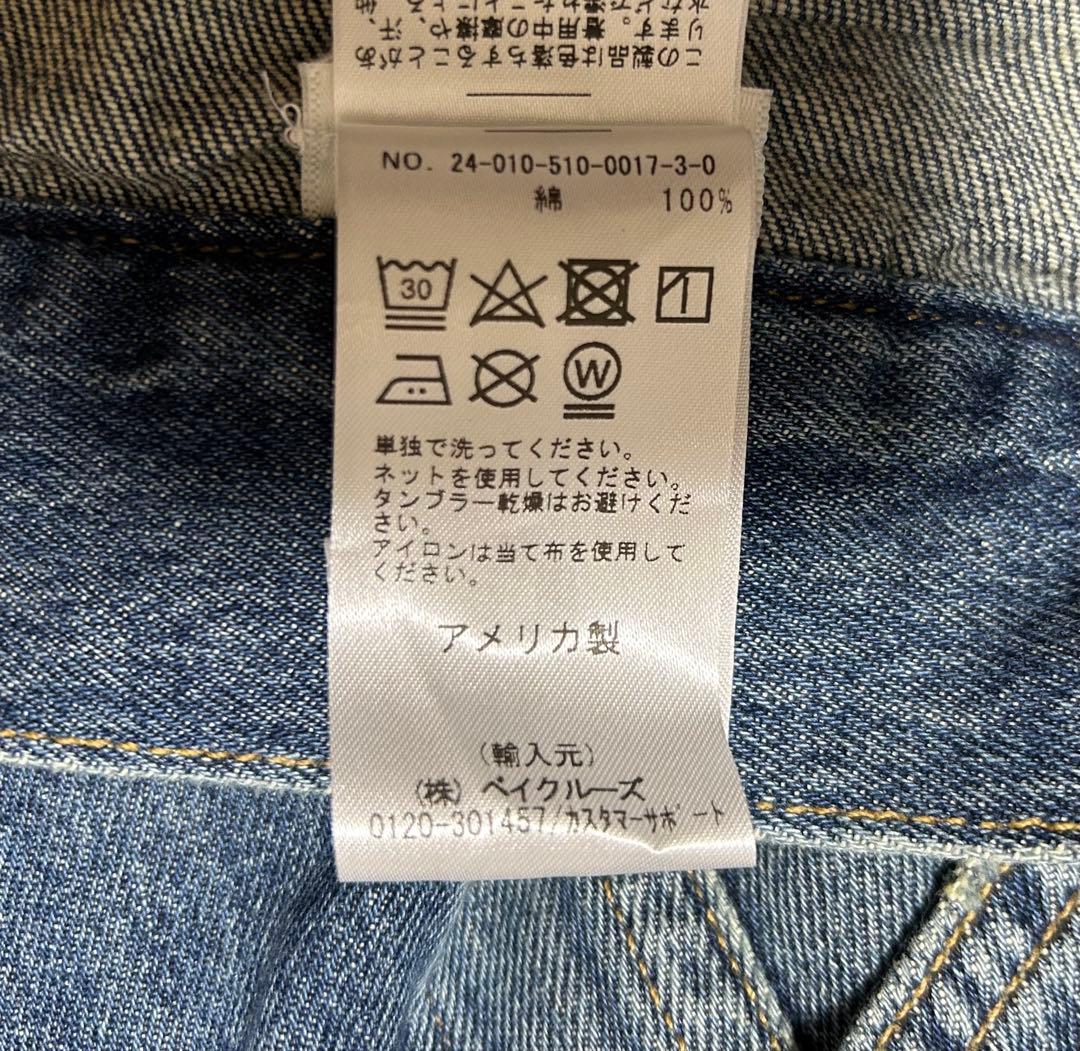 この製品は色落ちすることがあ
ります。着用中の摩擦や、汗、
NO. 24-010-510-0017-3-0
綿 100%
30
W
単独で洗ってください。
ネットを使用してください。
タンブラー乾燥はお避けくだ
さい。
アイロンは当て布を使用して
ください。
アメリカ製
(輸入元)
(株) ベイクルーズ
0120-301457/カスタマーサポート